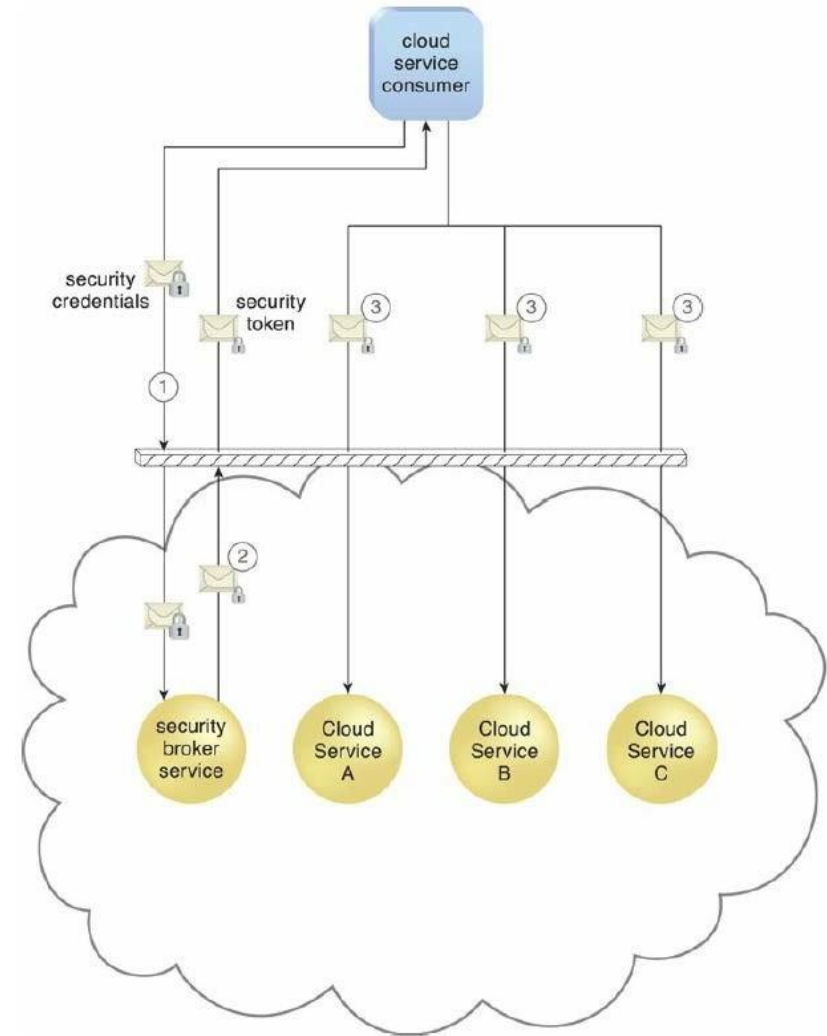 cloud
service
consumer
security
credentials
security
token
3
3
3
1
2
security
broker
service
Cloud
Service
A
Cloud
Service
B
Cloud
Service
C